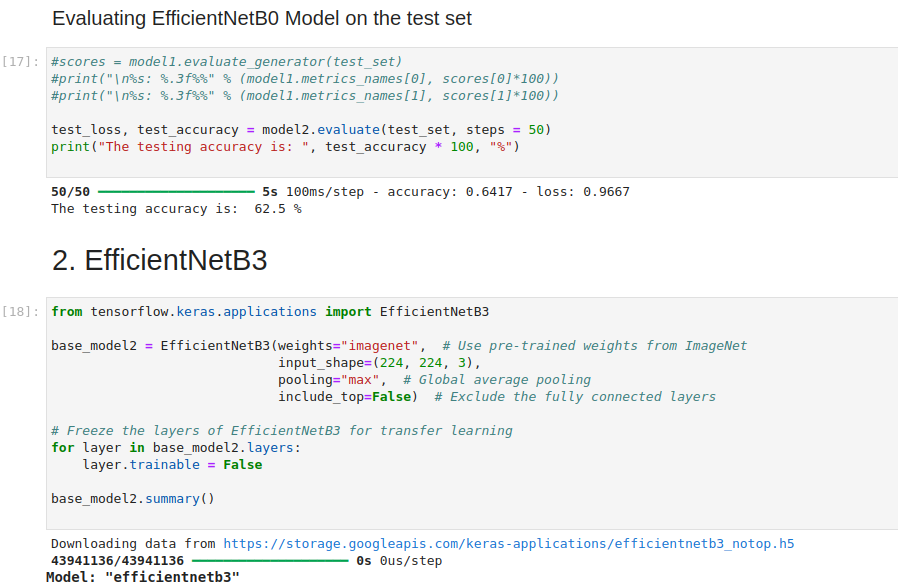 Evaluating EfficientNetB0 Model on the test set
[17]:
#scores = model1.evaluate_generator(test_set)
#print("\n%s: %.3f%%" % (model1.metrics_names[0], scores[0]*100))
#print("\n%s: %.3f%%" % (model1.metrics_names[1], scores[1]*100))
test_loss, test_accuracy = model2.evaluate(test_set, steps = 50)
print("The testing accuracy is: ", test_accuracy * 100, "%")
50/50 ━━━━━━━━━━━━━━━━━━━━ 5s 100ms/step - accuracy: 0.6417 - loss: 0.9667
The testing accuracy is:  62.5 %
2. EfficientNetB3
[18]:
from tensorflow.keras.applications import EfficientNetB3
base_model2 = EfficientNetB3(weights="imagenet",  # Use pre-trained weights from ImageNet
                             input_shape=(224, 224, 3),
                             pooling="max",  # Global average pooling
                             include_top=False)  # Exclude the fully connected layers
# Freeze the layers of EfficientNetB3 for transfer learning
for layer in base_model2.layers:
    layer.trainable = False
base_model2.summary()
Downloading data from https://storage.googleapis.com/keras-applications/efficientnetb3_notop.h5
43941136/43941136 ━━━━━━━━━━━━━━━━━━━━ 0s 0us/step
Model: "efficientnetb3"